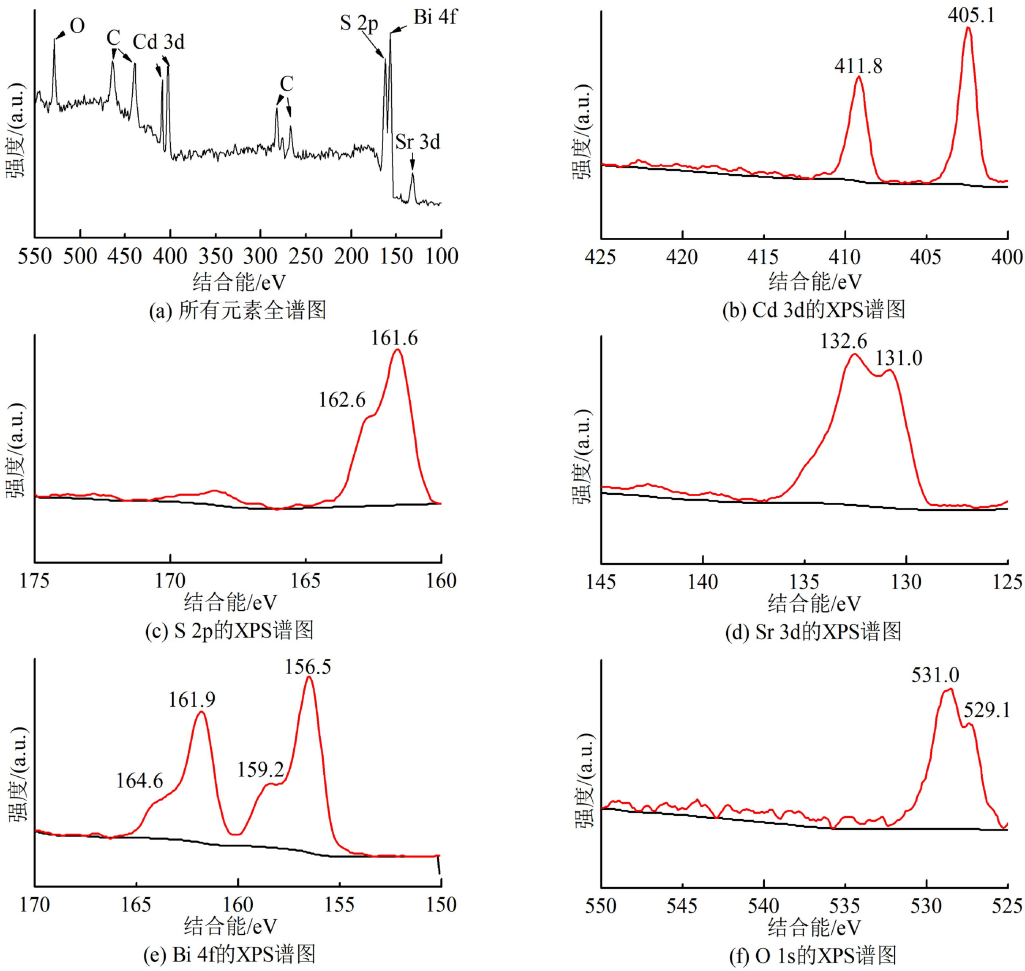 O
C
Cd 3d
C
S 2p
Bi 4f
Sr 3d
强度/(a.u.)
550 500 450 400 350 300 250 200 150 100
结合能/eV
(a) 所有元素全谱图
405.1
411.8
强度/(a.u.)
425 420 415 410 405 400
结合能/eV
(b) Cd 3d的XPS谱图
161.6
162.6
强度/(a.u.)
175 170 165 160
结合能/eV
(c) S 2p的XPS谱图
132.6
131.0
强度/(a.u.)
145 140 135 130 125
结合能/eV
(d) Sr 3d的XPS谱图
156.5
161.9
159.2
164.6
强度/(a.u.)
170 165 160 155 150
结合能/eV
(e) Bi 4f的XPS谱图
531.0
529.1
强度/(a.u.)
550 545 540 535 530 525
结合能/eV
(f) O 1s的XPS谱图